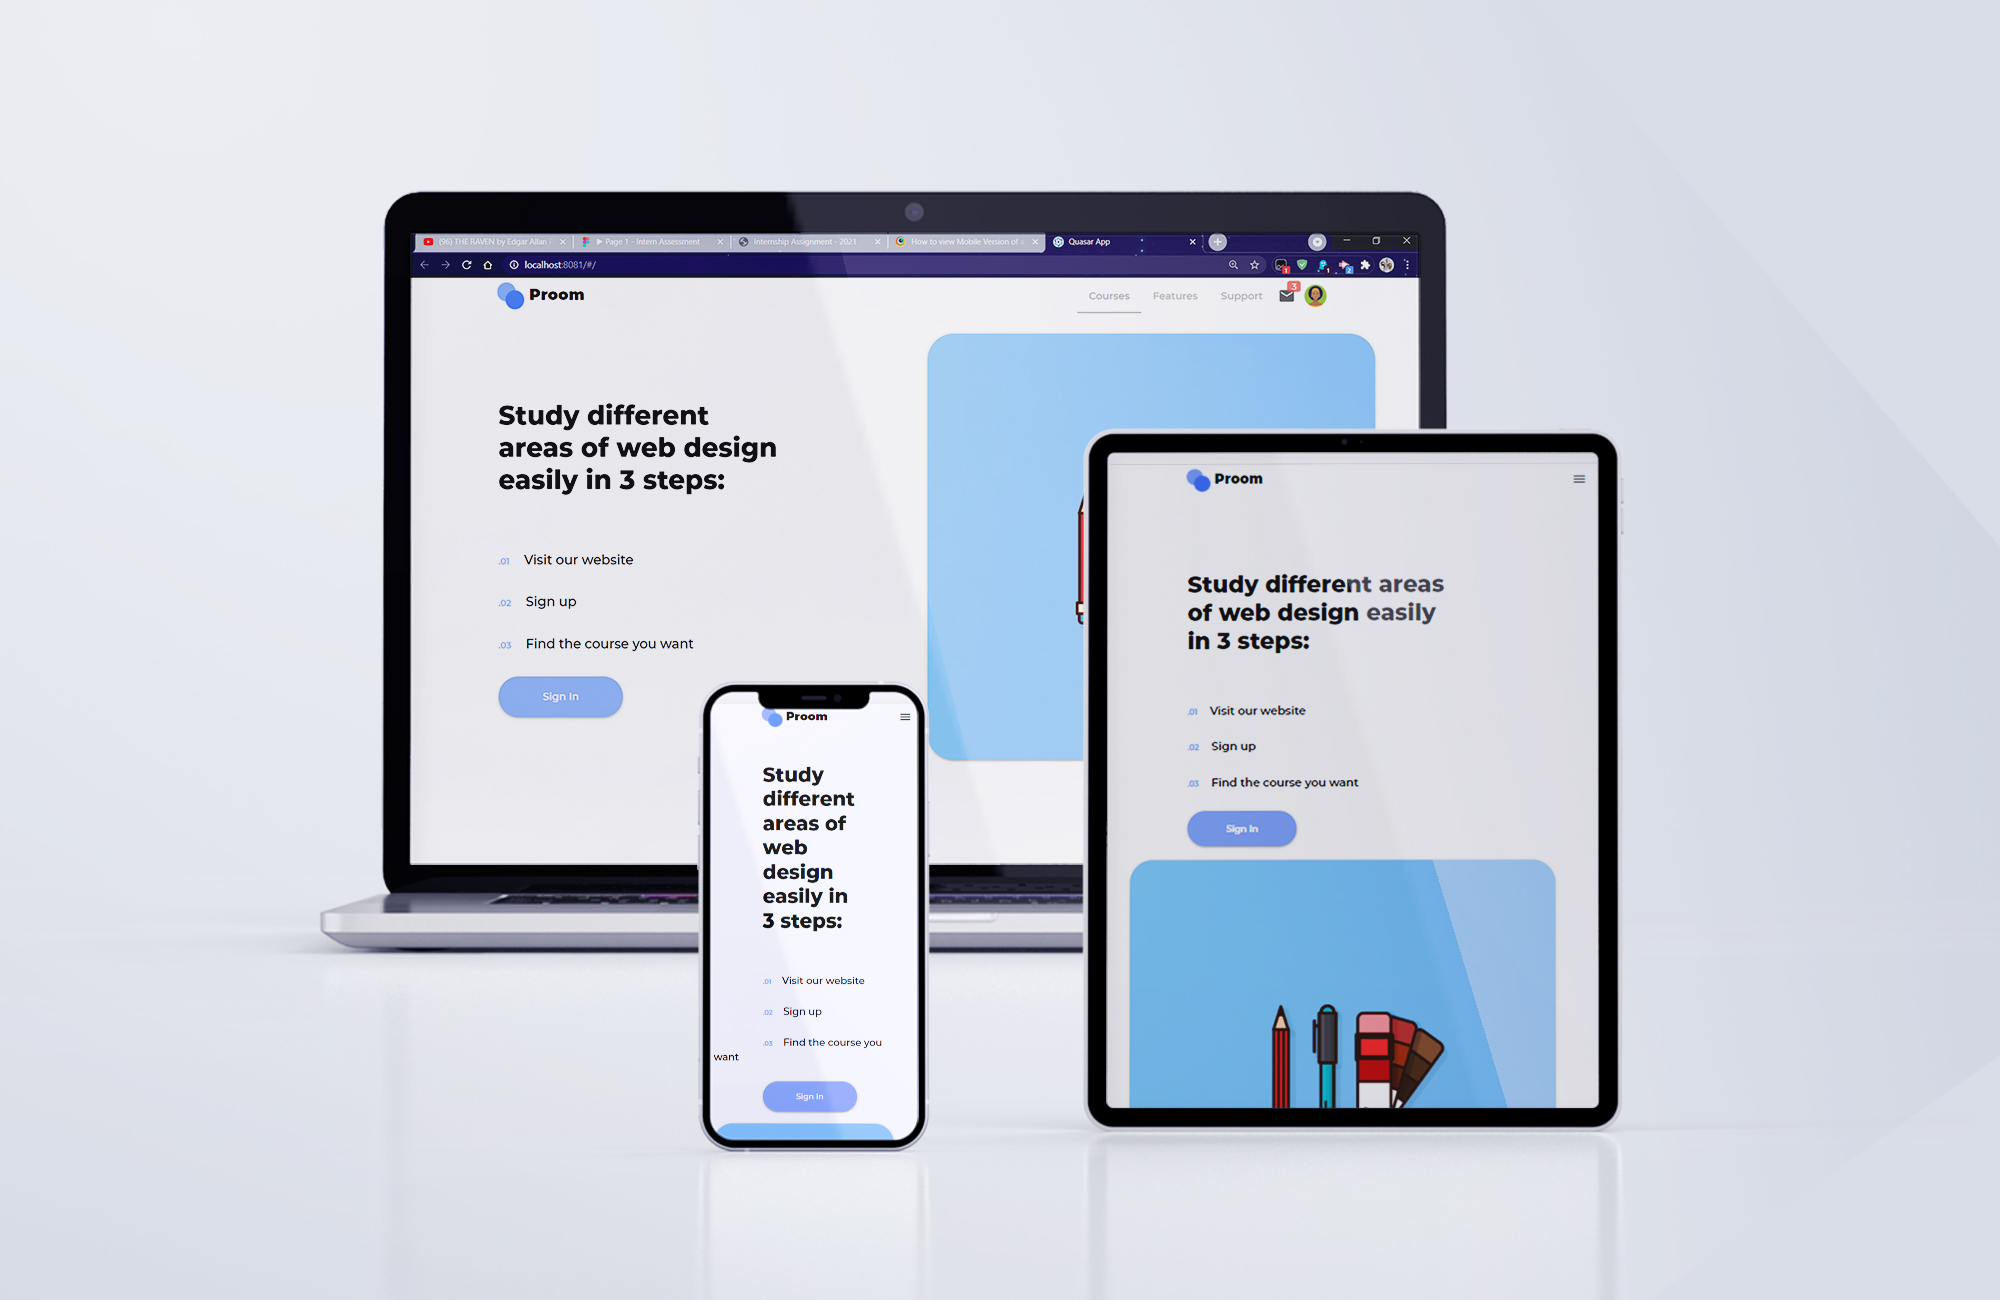 (96) THE RAVEN by Edgar Allan
Page 1 - Intern Assessment
Internship Assignment - 2021
How to view Mobile Version of a
Quasar App
localhost:8081/#/
1
1
2
Proom
Courses
Features
Support
3
Study different
areas of web design
easily in 3 steps:
.01 Visit our website
.02 Sign up
.03 Find the course you want
Sign In
Proom
Study
different
areas of
web
design
easily in
3 steps:
.01 Visit our website
.02 Sign up
.03 Find the course you
want
Sign In
Proom
Study different areas
of web design easily
in 3 steps:
.01 Visit our website
.02 Sign up
.03 Find the course you want
Sign In